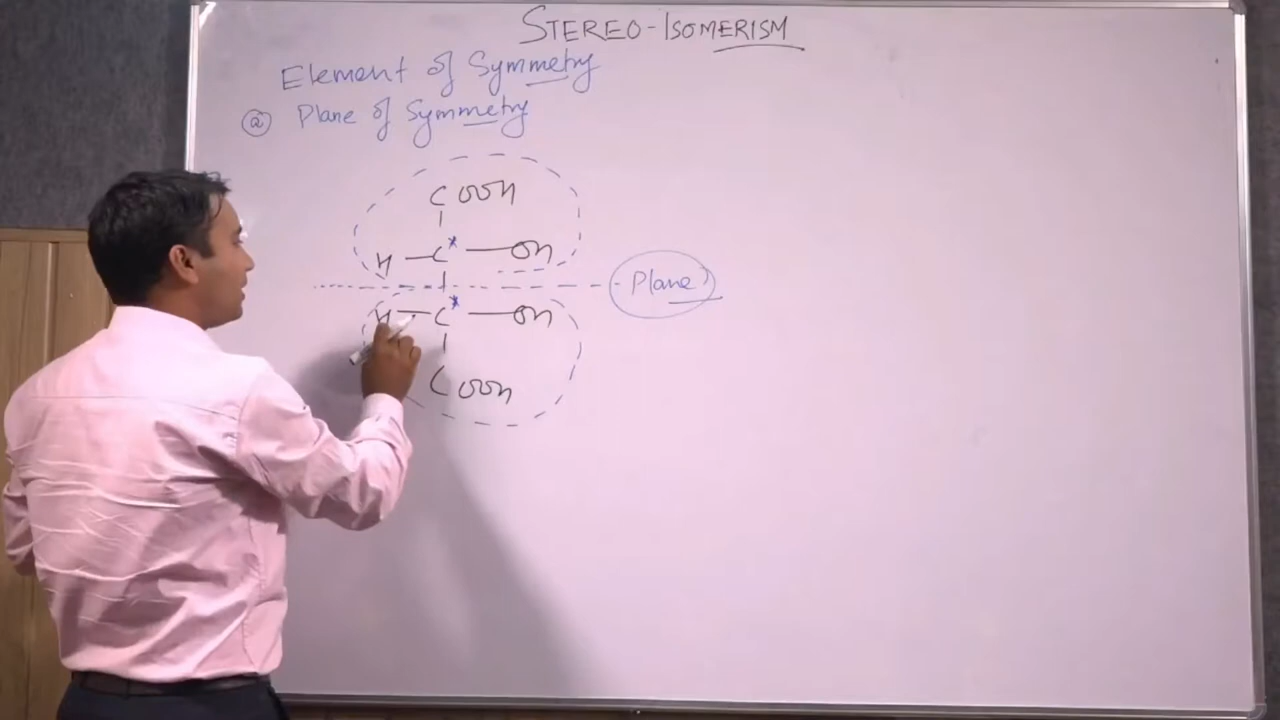 STEREO-ISOMERISM
Element of Symmetry
(a) Plane of Symmetry
COOH
H C* OH
Plane
H C* OH
COOH